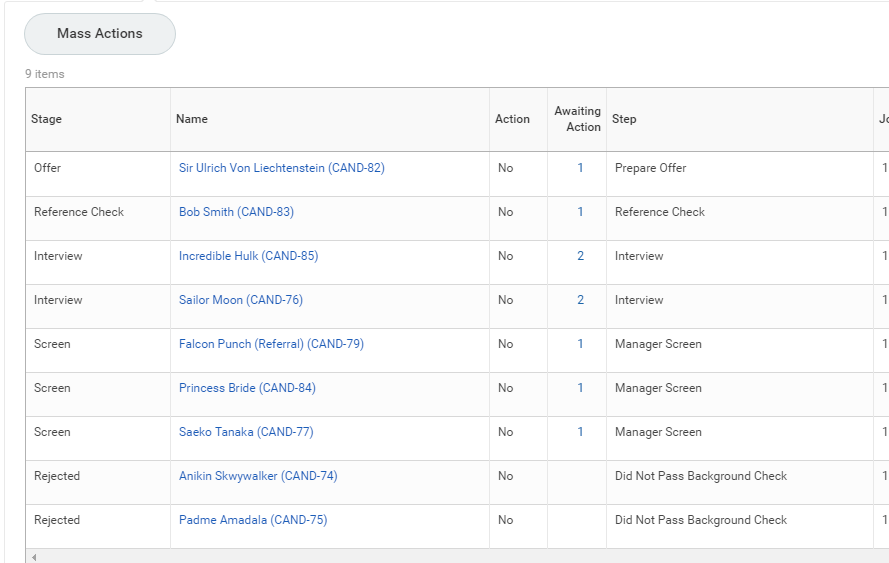 Mass Actions
9 items
Stage Name Action Awaiting Action Step Jo
Offer Sir Ulrich Von Liechtenstein (CAND-82) No 1 Prepare Offer 1
Reference Check Bob Smith (CAND-83) No 1 Reference Check 1
Interview Incredible Hulk (CAND-85) No 2 Interview 1
Interview Sailor Moon (CAND-76) No 2 Interview 1
Screen Falcon Punch (Referral) (CAND-79) No 1 Manager Screen 1
Screen Princess Bride (CAND-84) No 1 Manager Screen 1
Screen Saeko Tanaka (CAND-77) No 1 Manager Screen 1
Rejected Anikin Skwywalker (CAND-74) No Did Not Pass Background Check 1
Rejected Padme Amadala (CAND-75) No Did Not Pass Background Check 1